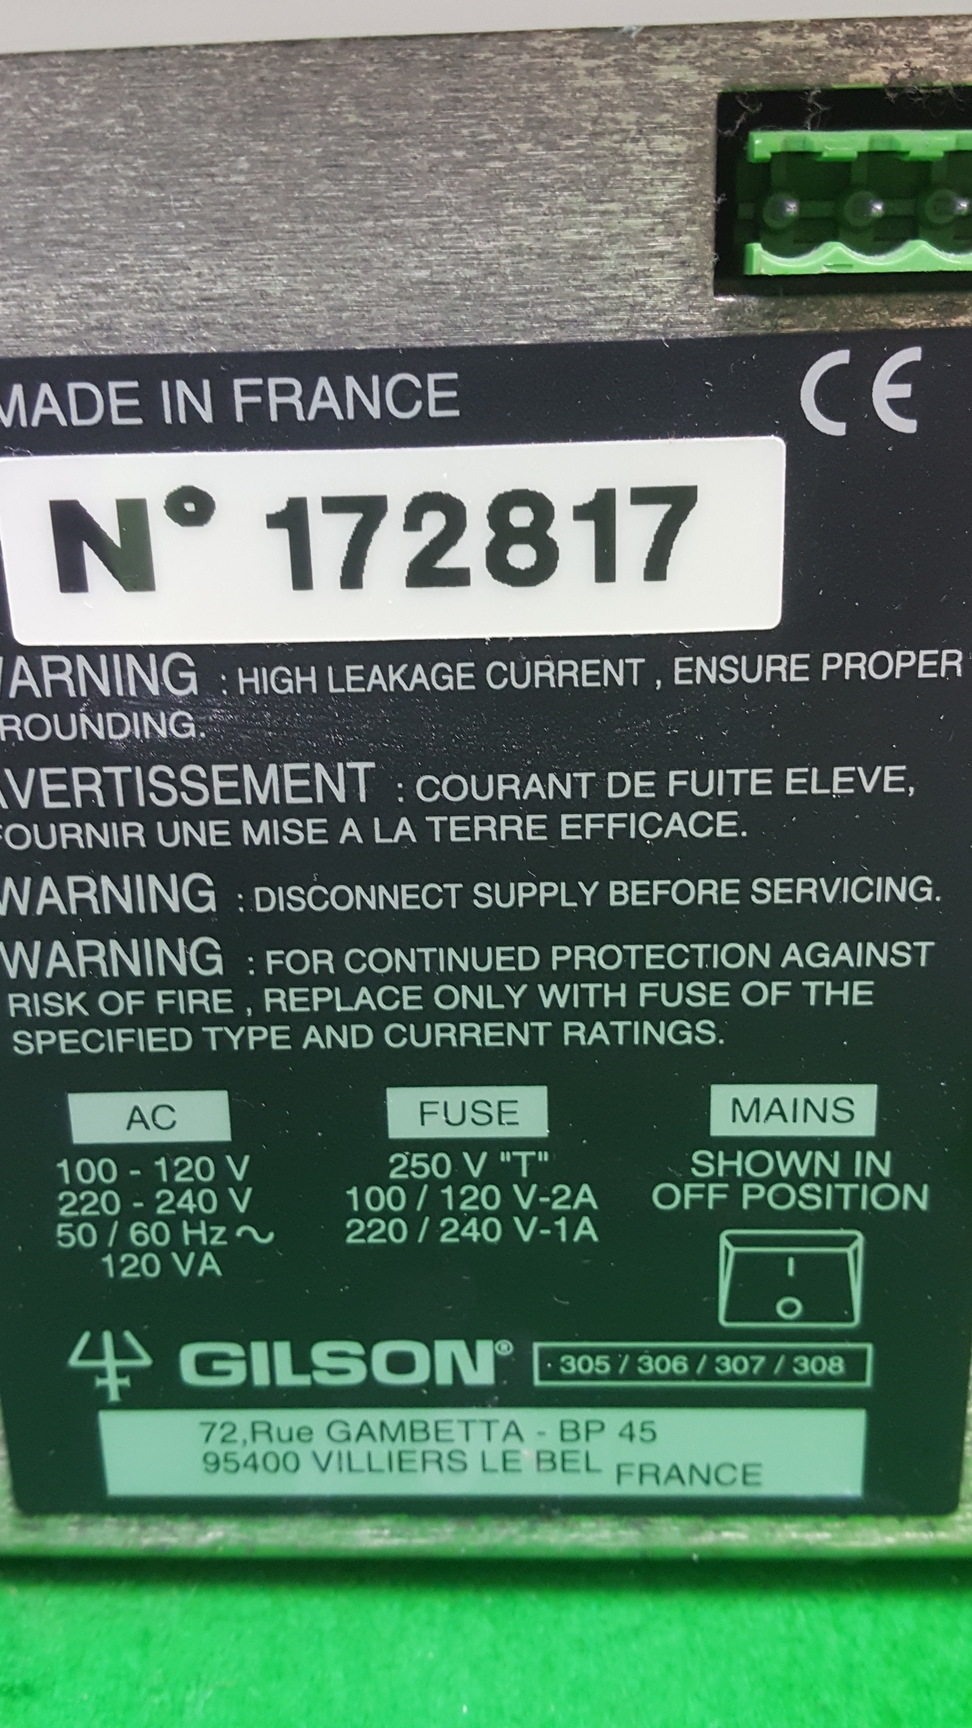 MADE IN FRANCE
CE
N° 172817
WARNING : HIGH LEAKAGE CURRENT , ENSURE PROPER
ROUNDING.
AVERTISSEMENT : COURANT DE FUITE ELEVE,
FOURNIR UNE MISE A LA TERRE EFFICACE.
WARNING : DISCONNECT SUPPLY BEFORE SERVICING.
WARNING : FOR CONTINUED PROTECTION AGAINST
RISK OF FIRE , REPLACE ONLY WITH FUSE OF THE
SPECIFIED TYPE AND CURRENT RATINGS.
AC
100 - 120 V
220 - 240 V
50 / 60 Hz ~
120 VA
FUSE
250 V "T"
100 / 120 V-2A
220 / 240 V-1A
MAINS
SHOWN IN
OFF POSITION
I
O
GILSON® 305 / 306 / 307 / 308
72,Rue GAMBETTA - BP 45
95400 VILLIERS LE BEL FRANCE